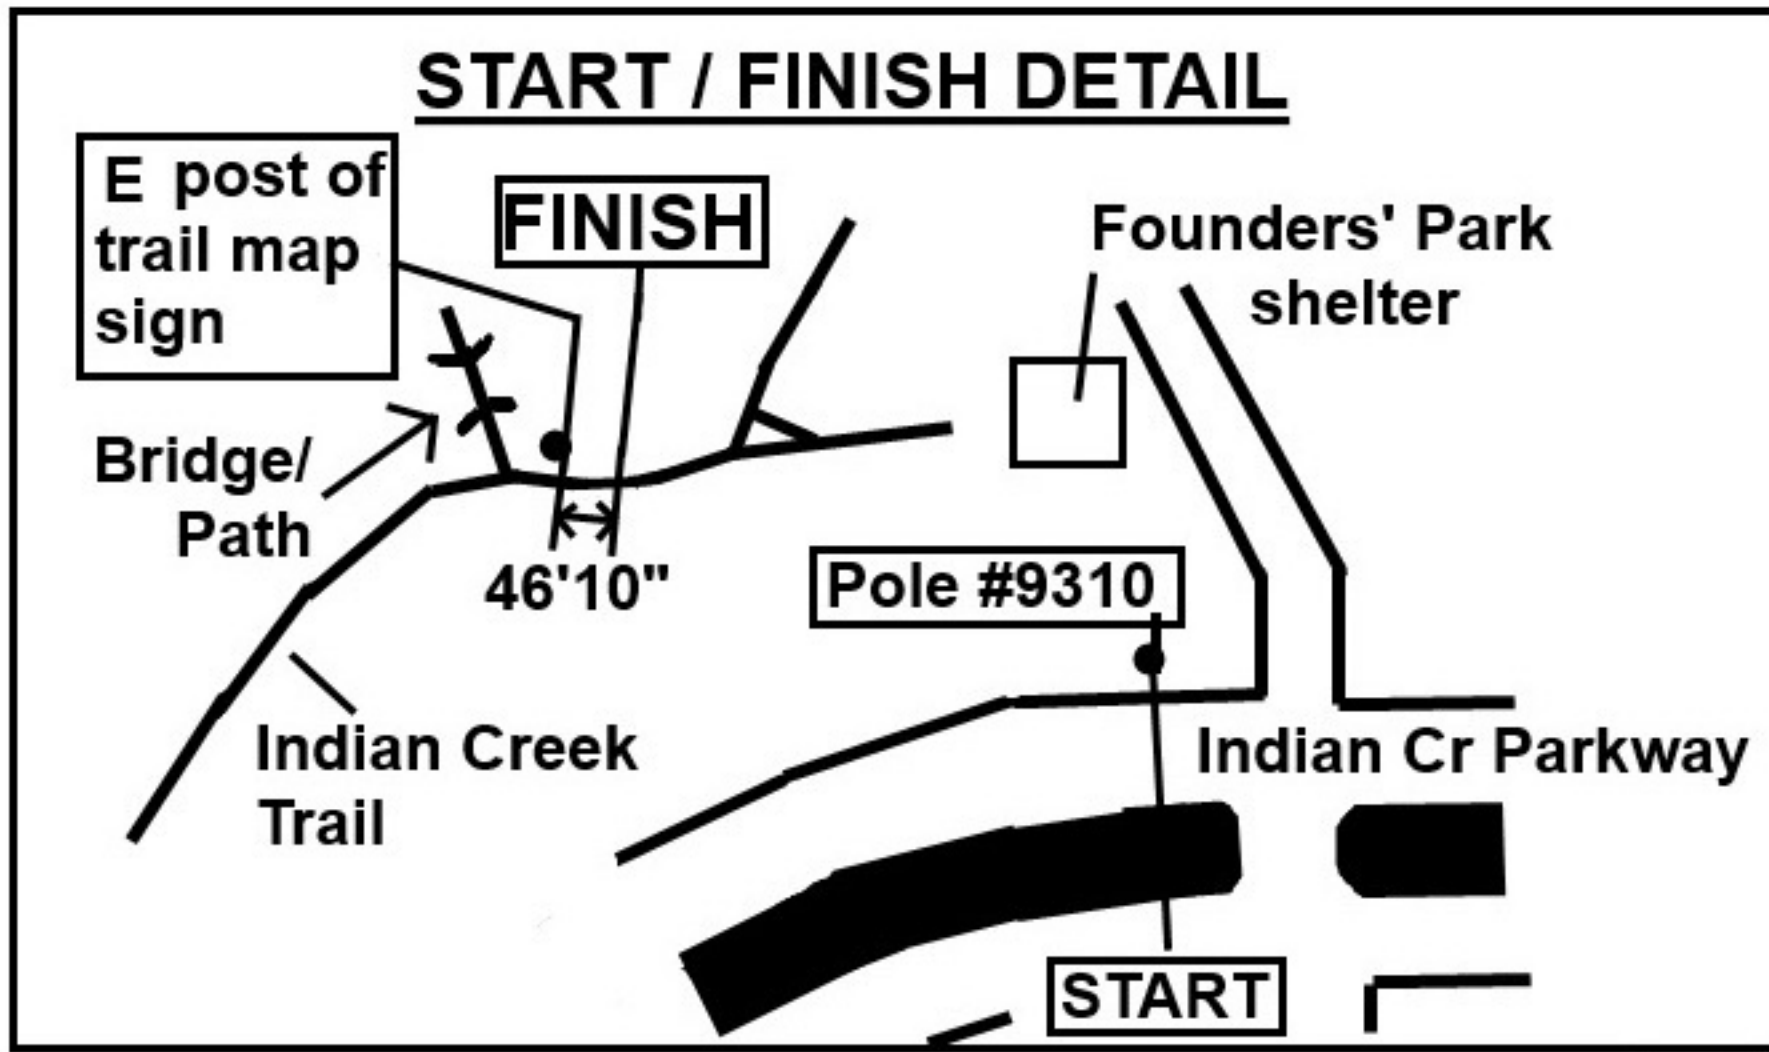 START / FINISH DETAIL
E post of
trail map
sign
FINISH
Founders' Park
shelter
Bridge/
Path
46'10"
Pole #9310
Indian Creek
Trail
Indian Cr Parkway
START